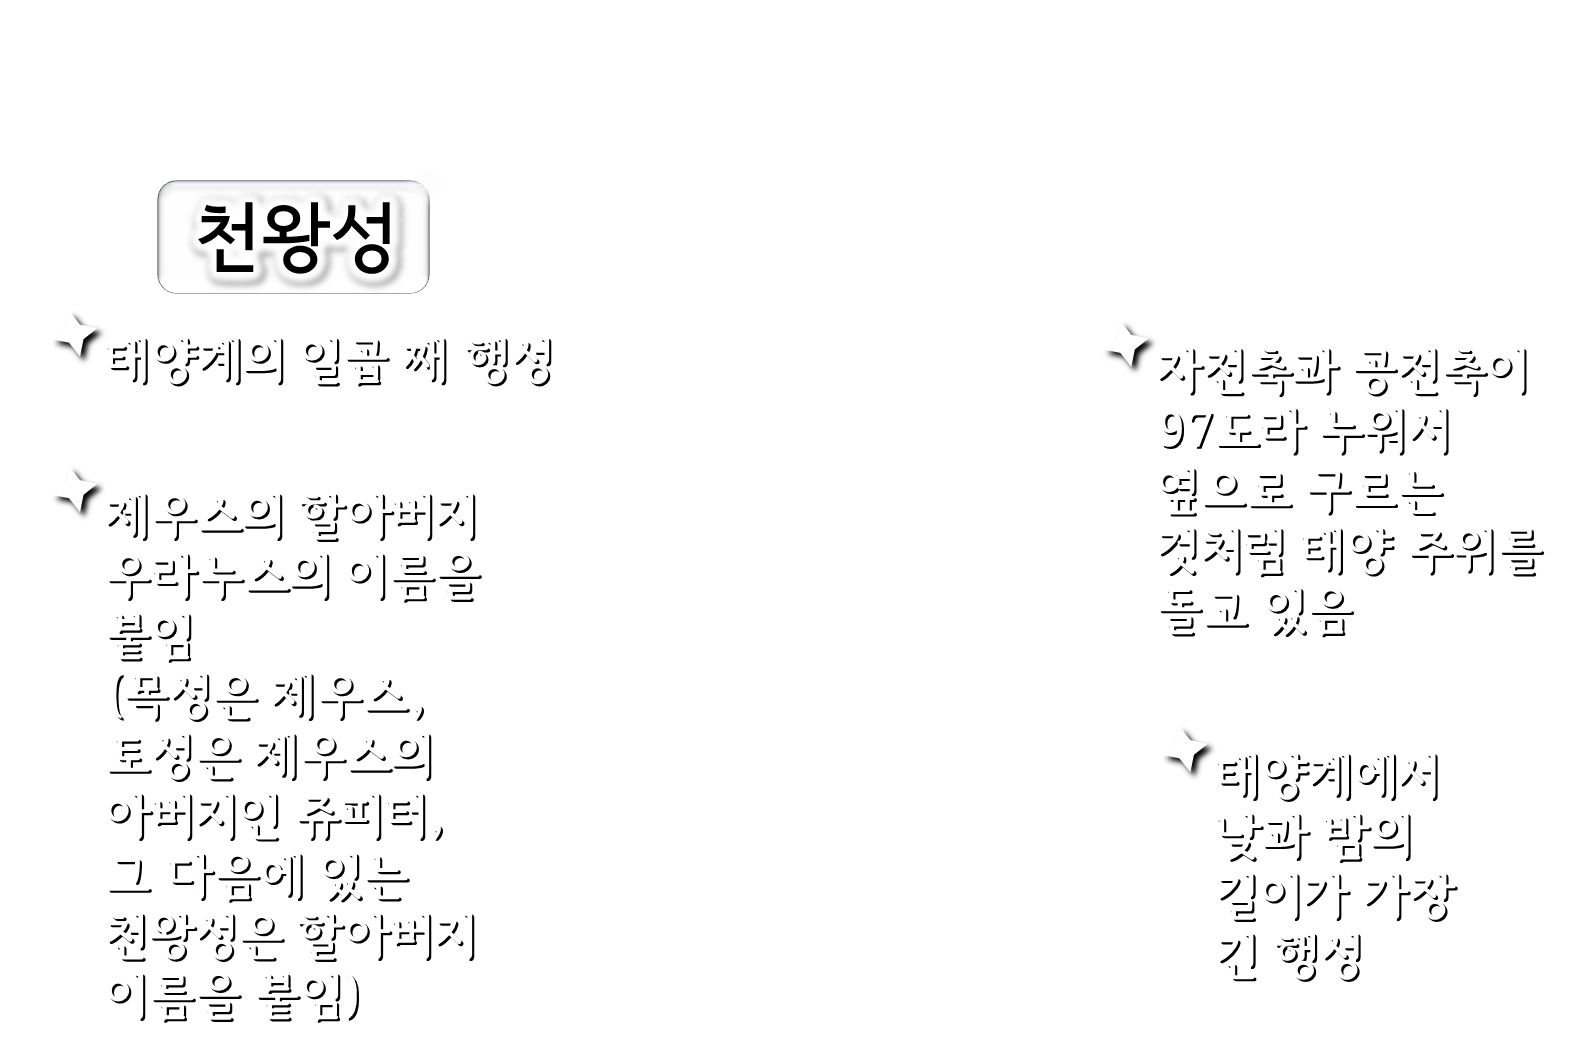 천왕성
태양계의 일곱 째 행성
제우스의 할아버지
우라누스의 이름을
붙임
(목성은 제우스,
토성은 제우스의
아버지인 쥬피터,
그 다음에 있는
천왕성은 할아버지
이름을 붙임)
자전축과 공전축이
97도라 누워서
옆으로 구르는
것처럼 태양 주위를
돌고 있음
태양계에서
낮과 밤의
길이가 가장
긴 행성